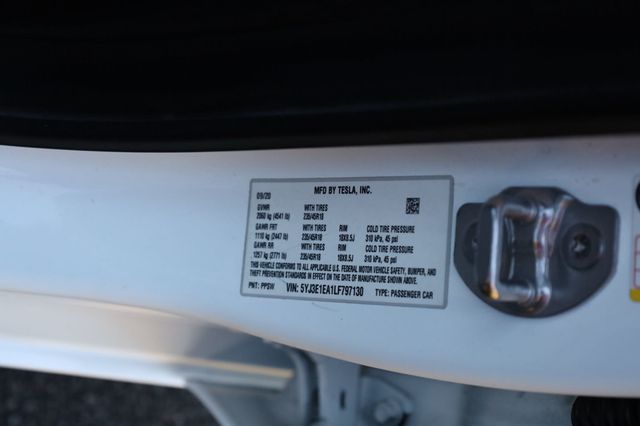 09/20 MFD BY TESLA, INC.
GVWR WITH TIRES
2060 kg (4541 lb) 235/45R18
GAWR FRT WITH TIRES RIM COLD TIRE PRESSURE
1110 kg (2447 lb) 235/45R18 18X8.5J 310 kPa, 45 psi
GAWR RR WITH TIRES RIM COLD TIRE PRESSURE
1257 kg (2771 lb) 235/45R18 18X8.5J 310 kPa, 45 psi
THIS VEHICLE CONFORMS TO ALL APPLICABLE U.S. FEDERAL MOTOR VEHICLE SAFETY, BUMPER, AND
THEFT PREVENTION STANDARDS IN EFFECT ON THE DATE OF MANUFACTURE SHOWN ABOVE.
PNT: PPSW VIN: 5YJ3E1EA1LF797130 TYPE: PASSENGER CAR